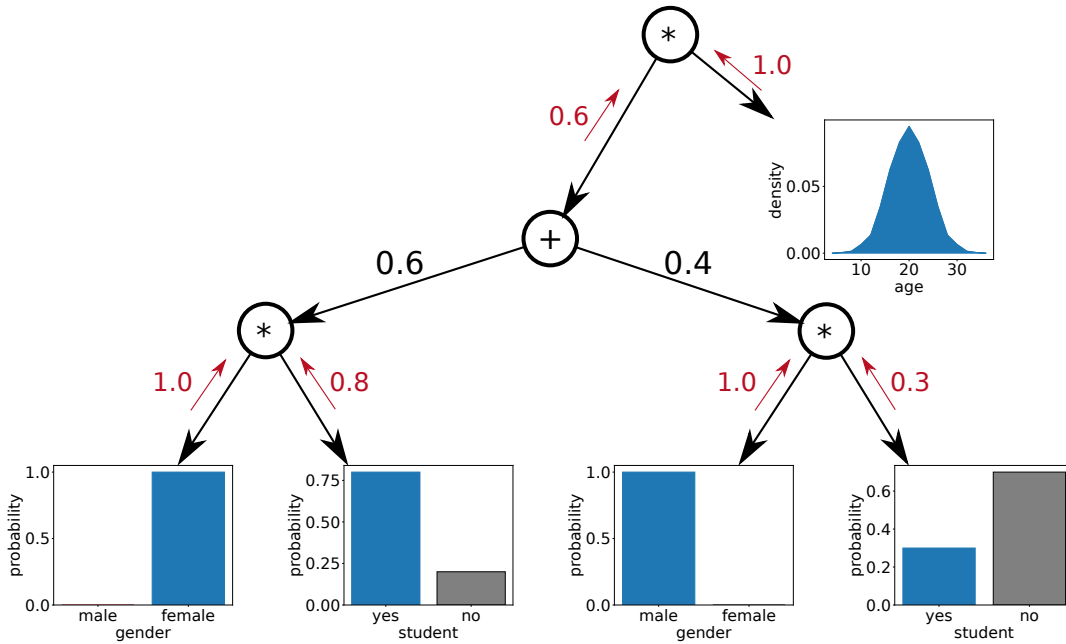 *
1.0
0.6
density
0.05
0.00
10 20 30
age
+
0.6
0.4
*
*
1.0
0.8
1.0
0.3
probability
1.0
0.5
0.0
male female
gender
probability
0.75
0.50
0.25
0.00
yes no
student
probability
1.0
0.5
0.0
male female
gender
probability
0.6
0.4
0.2
0.0
yes no
student